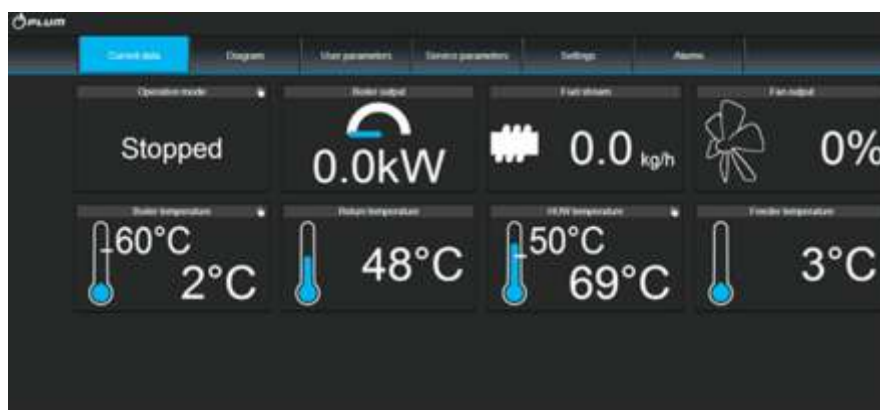 PLUM
Current data Diagram User parameters Service parameters Settings Alarms
Operation mode Boiler output Fuel stream Fan output
Stopped 0.0kW 0.0 kg/h 0%
Boiler temperature Return temperature HUW temperature Feeder temperature
60°C 50°C
2°C 48°C 69°C 3°C